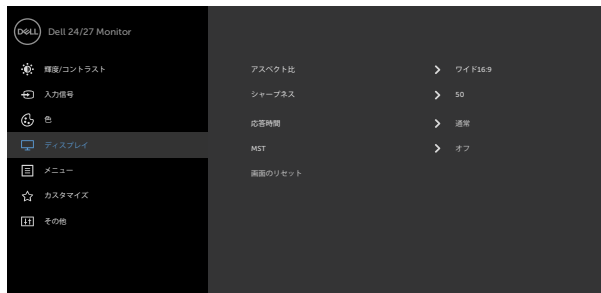 DELL Dell 24/27 Monitor
輝度/コントラスト
入力信号
色
ディスプレイ
メニュー
カスタマイズ
その他
アスペクト比 ワイド16:9
シャープネス 50
応答時間 通常
MST オフ
画面のリセット